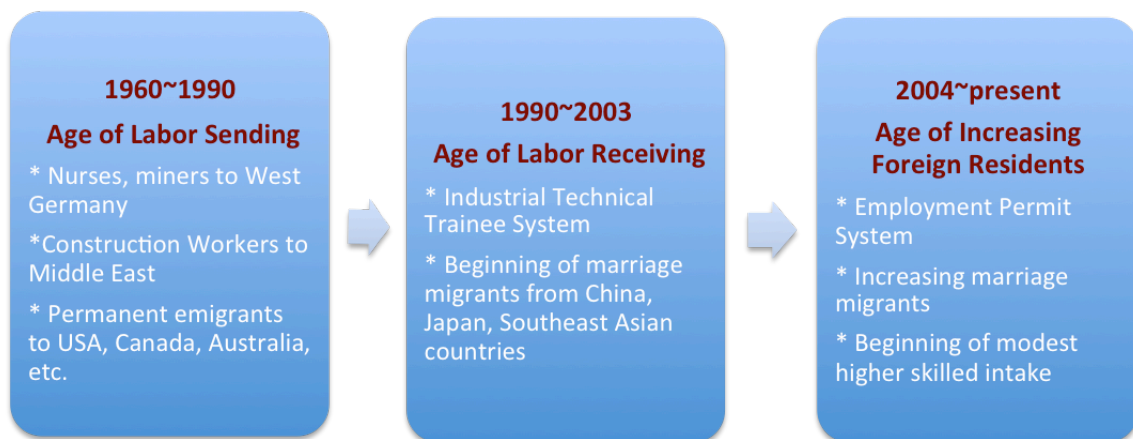 1960~1990
Age of Labor Sending
* Nurses, miners to West
Germany
*Construction Workers to
Middle East
* Permanent emigrants
to USA, Canada, Australia,
etc.
1990~2003
Age of Labor Receiving
* Industrial Technical
Trainee System
* Beginning of marriage
migrants from China,
Japan, Southeast Asian
countries
2004~present
Age of Increasing
Foreign Residents
* Employment Permit
System
* Increasing marriage
migrants
* Beginning of modest
higher skilled intake